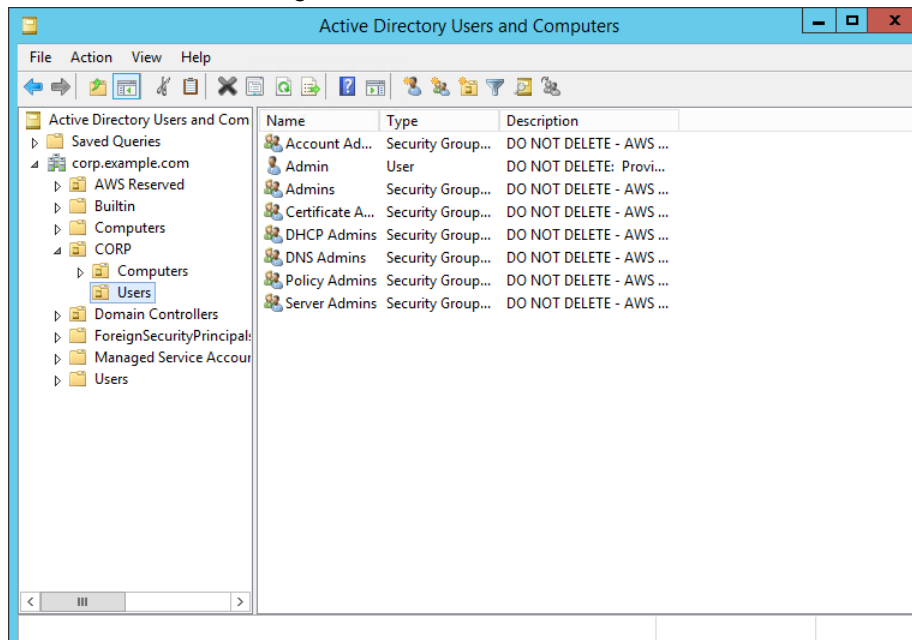 Active Directory Users and Computers
File Action View Help
Active Directory Users and Com
Saved Queries
corp.example.com
AWS Reserved
Builtin
Computers
CORP
Computers
Users
Domain Controllers
ForeignSecurityPrincipal
Managed Service Accour
Users
Name Type Description
Account Ad... Security Group... DO NOT DELETE - AWS ...
Admin User DO NOT DELETE: Provi...
Admins Security Group... DO NOT DELETE - AWS ...
Certificate A... Security Group... DO NOT DELETE - AWS ...
DHCP Admins Security Group... DO NOT DELETE - AWS ...
DNS Admins Security Group... DO NOT DELETE - AWS ...
Policy Admins Security Group... DO NOT DELETE - AWS ...
Server Admins Security Group... DO NOT DELETE - AWS ...